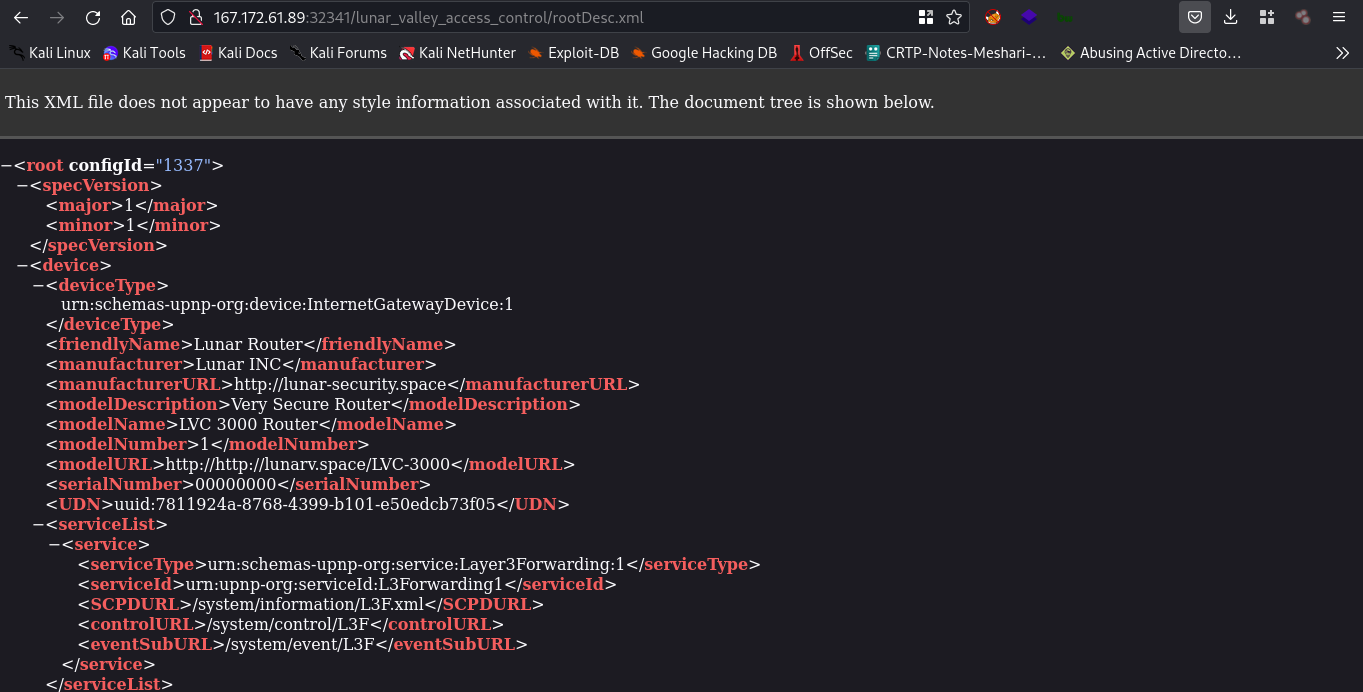 167.172.61.89:32341/lunar_valley_access_control/rootDesc.xml
Kali Linux Kali Tools Kali Docs Kali Forums Kali NetHunter Exploit-DB Google Hacking DB OffSec CRTP-Notes-Meshari-… Abusing Active Directo…
This XML file does not appear to have any style information associated with it. The document tree is shown below.
−<root configId="1337">
−<specVersion>
<major>1</major>
<minor>1</minor>
</specVersion>
−<device>
−<deviceType>
urn:schemas-upnp-org:device:InternetGatewayDevice:1
</deviceType>
<friendlyName>Lunar Router</friendlyName>
<manufacturer>Lunar INC</manufacturer>
<manufacturerURL>http://lunar-security.space</manufacturerURL>
<modelDescription>Very Secure Router</modelDescription>
<modelName>LVC 3000 Router</modelName>
<modelNumber>1</modelNumber>
<modelURL>http://http://lunarv.space/LVC-3000</modelURL>
<serialNumber>00000000</serialNumber>
<UDN>uuid:7811924a-8768-4399-b101-e50edcb73f05</UDN>
−<serviceList>
−<service>
<serviceType>urn:schemas-upnp-org:service:Layer3Forwarding:1</serviceType>
<serviceId>urn:upnp-org:serviceId:L3Forwarding1</serviceId>
<SCPDURL>/system/information/L3F.xml</SCPDURL>
<controlURL>/system/control/L3F</controlURL>
<eventSubURL>/system/event/L3F</eventSubURL>
</service>
</serviceList>